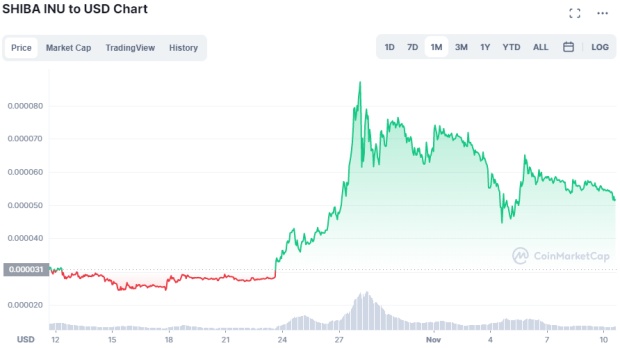 SHIBA INU to USD Chart
Price Market Cap TradingView History
1D 7D 1M 3M 1Y YTD ALL LOG
0.000080
0.000070
0.000060
0.000050
0.000040
0.000031
0.000020
CoinMarketCap
USD 12 15 18 21 24 27 Nov 4 7 10